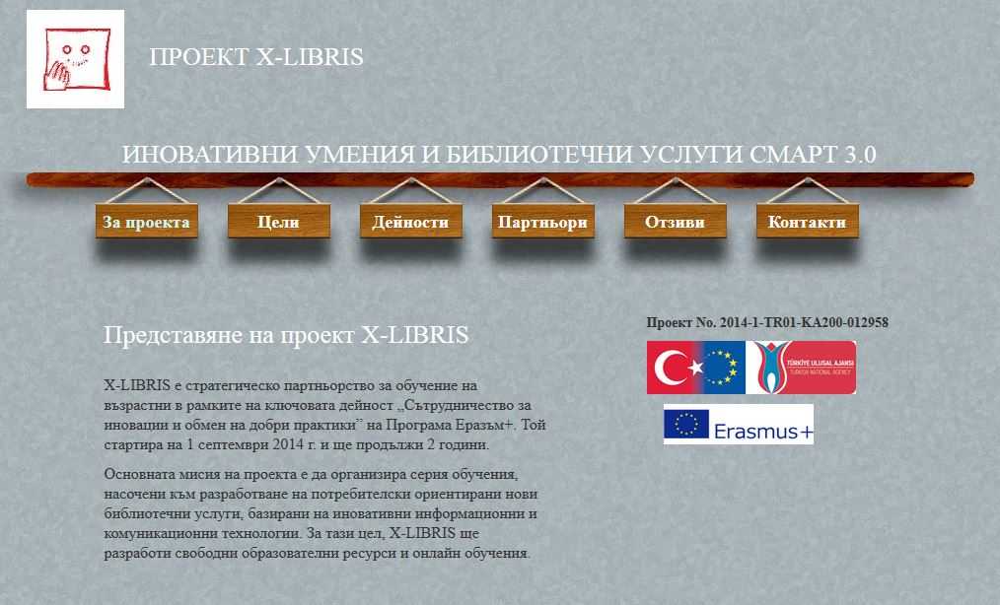 ПРОЕКТ X-LIBRIS
ИНОВАТИВНИ УМЕНИЯ И БИБЛИОТЕЧНИ УСЛУГИ СМАРТ 3.0
За проекта
Цели
Дейности
Партньори
Отзиви
Контакти
Представяне на проект X-LIBRIS
X-LIBRIS е стратегическо партньорство за обучение на
възрастни в рамките на ключовата дейност „Сътрудничество за
иновации и обмен на добри практики” на Програма Еразъм+. Той
стартира на 1 септември 2014 г. и ще продължи 2 години.
Основната мисия на проекта е да организира серия обучения,
насочени към разработване на потребителски ориентирани нови
библиотечни услуги, базирани на иновативни информационни и
комуникационни технологии. За тази цел, X-LIBRIS ще
разработи свободни образователни ресурси и онлайн обучения.
Проект No. 2014-1-TR01-KA200-012958
TÜRKİYE ULUSAL AJANSI
TURKISH NATIONAL AGENCY
Erasmus+